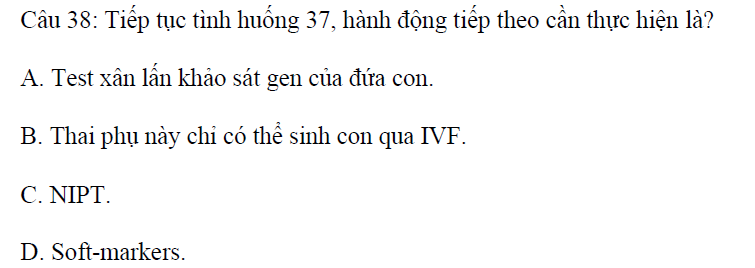 Câu 38: Tiếp tục tình huống 37, hành động tiếp theo cần thực hiện là?
A. Test xân lấn khảo sát gen của đứa con.
B. Thai phụ này chỉ có thể sinh con qua IVF.
C. NIPT.
D. Soft-markers.